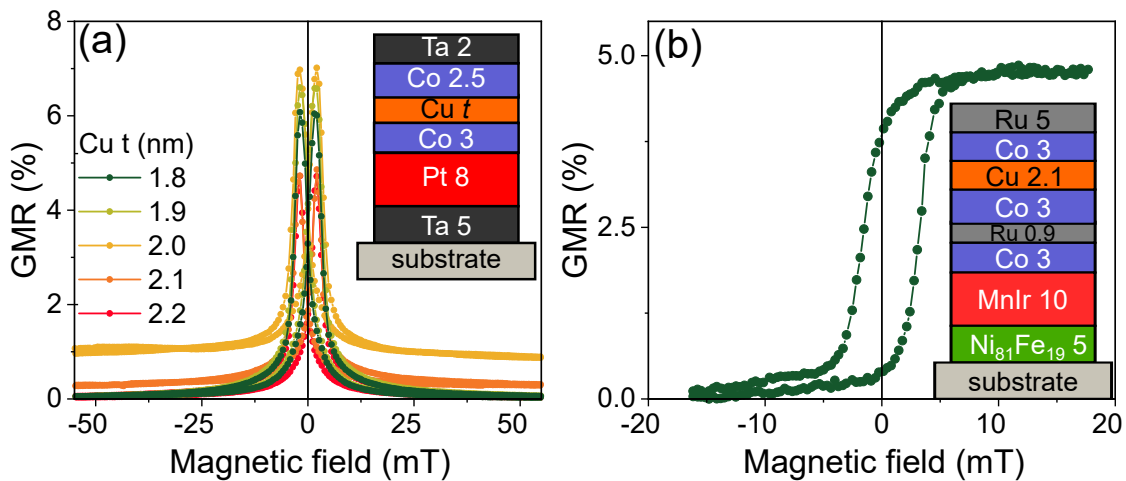 (a)
GMR (%)
8
6
4
2
0
-50
-25
0
25
50
Magnetic field (mT)
Cu t (nm)
1.8
1.9
2.0
2.1
2.2
Ta 2
Co 2.5
Cu t
Co 3
Pt 8
Ta 5
substrate
(b)
GMR (%)
5.0
2.5
0.0
-20
-10
0
10
20
Magnetic field (mT)
Ru 5
Co 3
Cu 2.1
Co 3
Ru 0.9
Co 3
MnIr 10
Ni₈₁Fe₁₉ 5
substrate